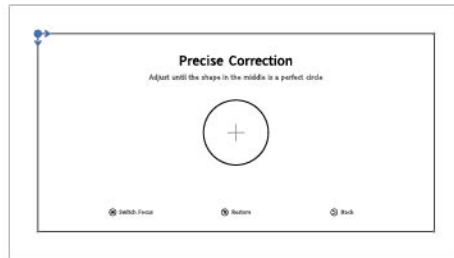 Precise Correction
Adjust until the shape in the middle is a perfect circle
Switch Focus
Restore
Back